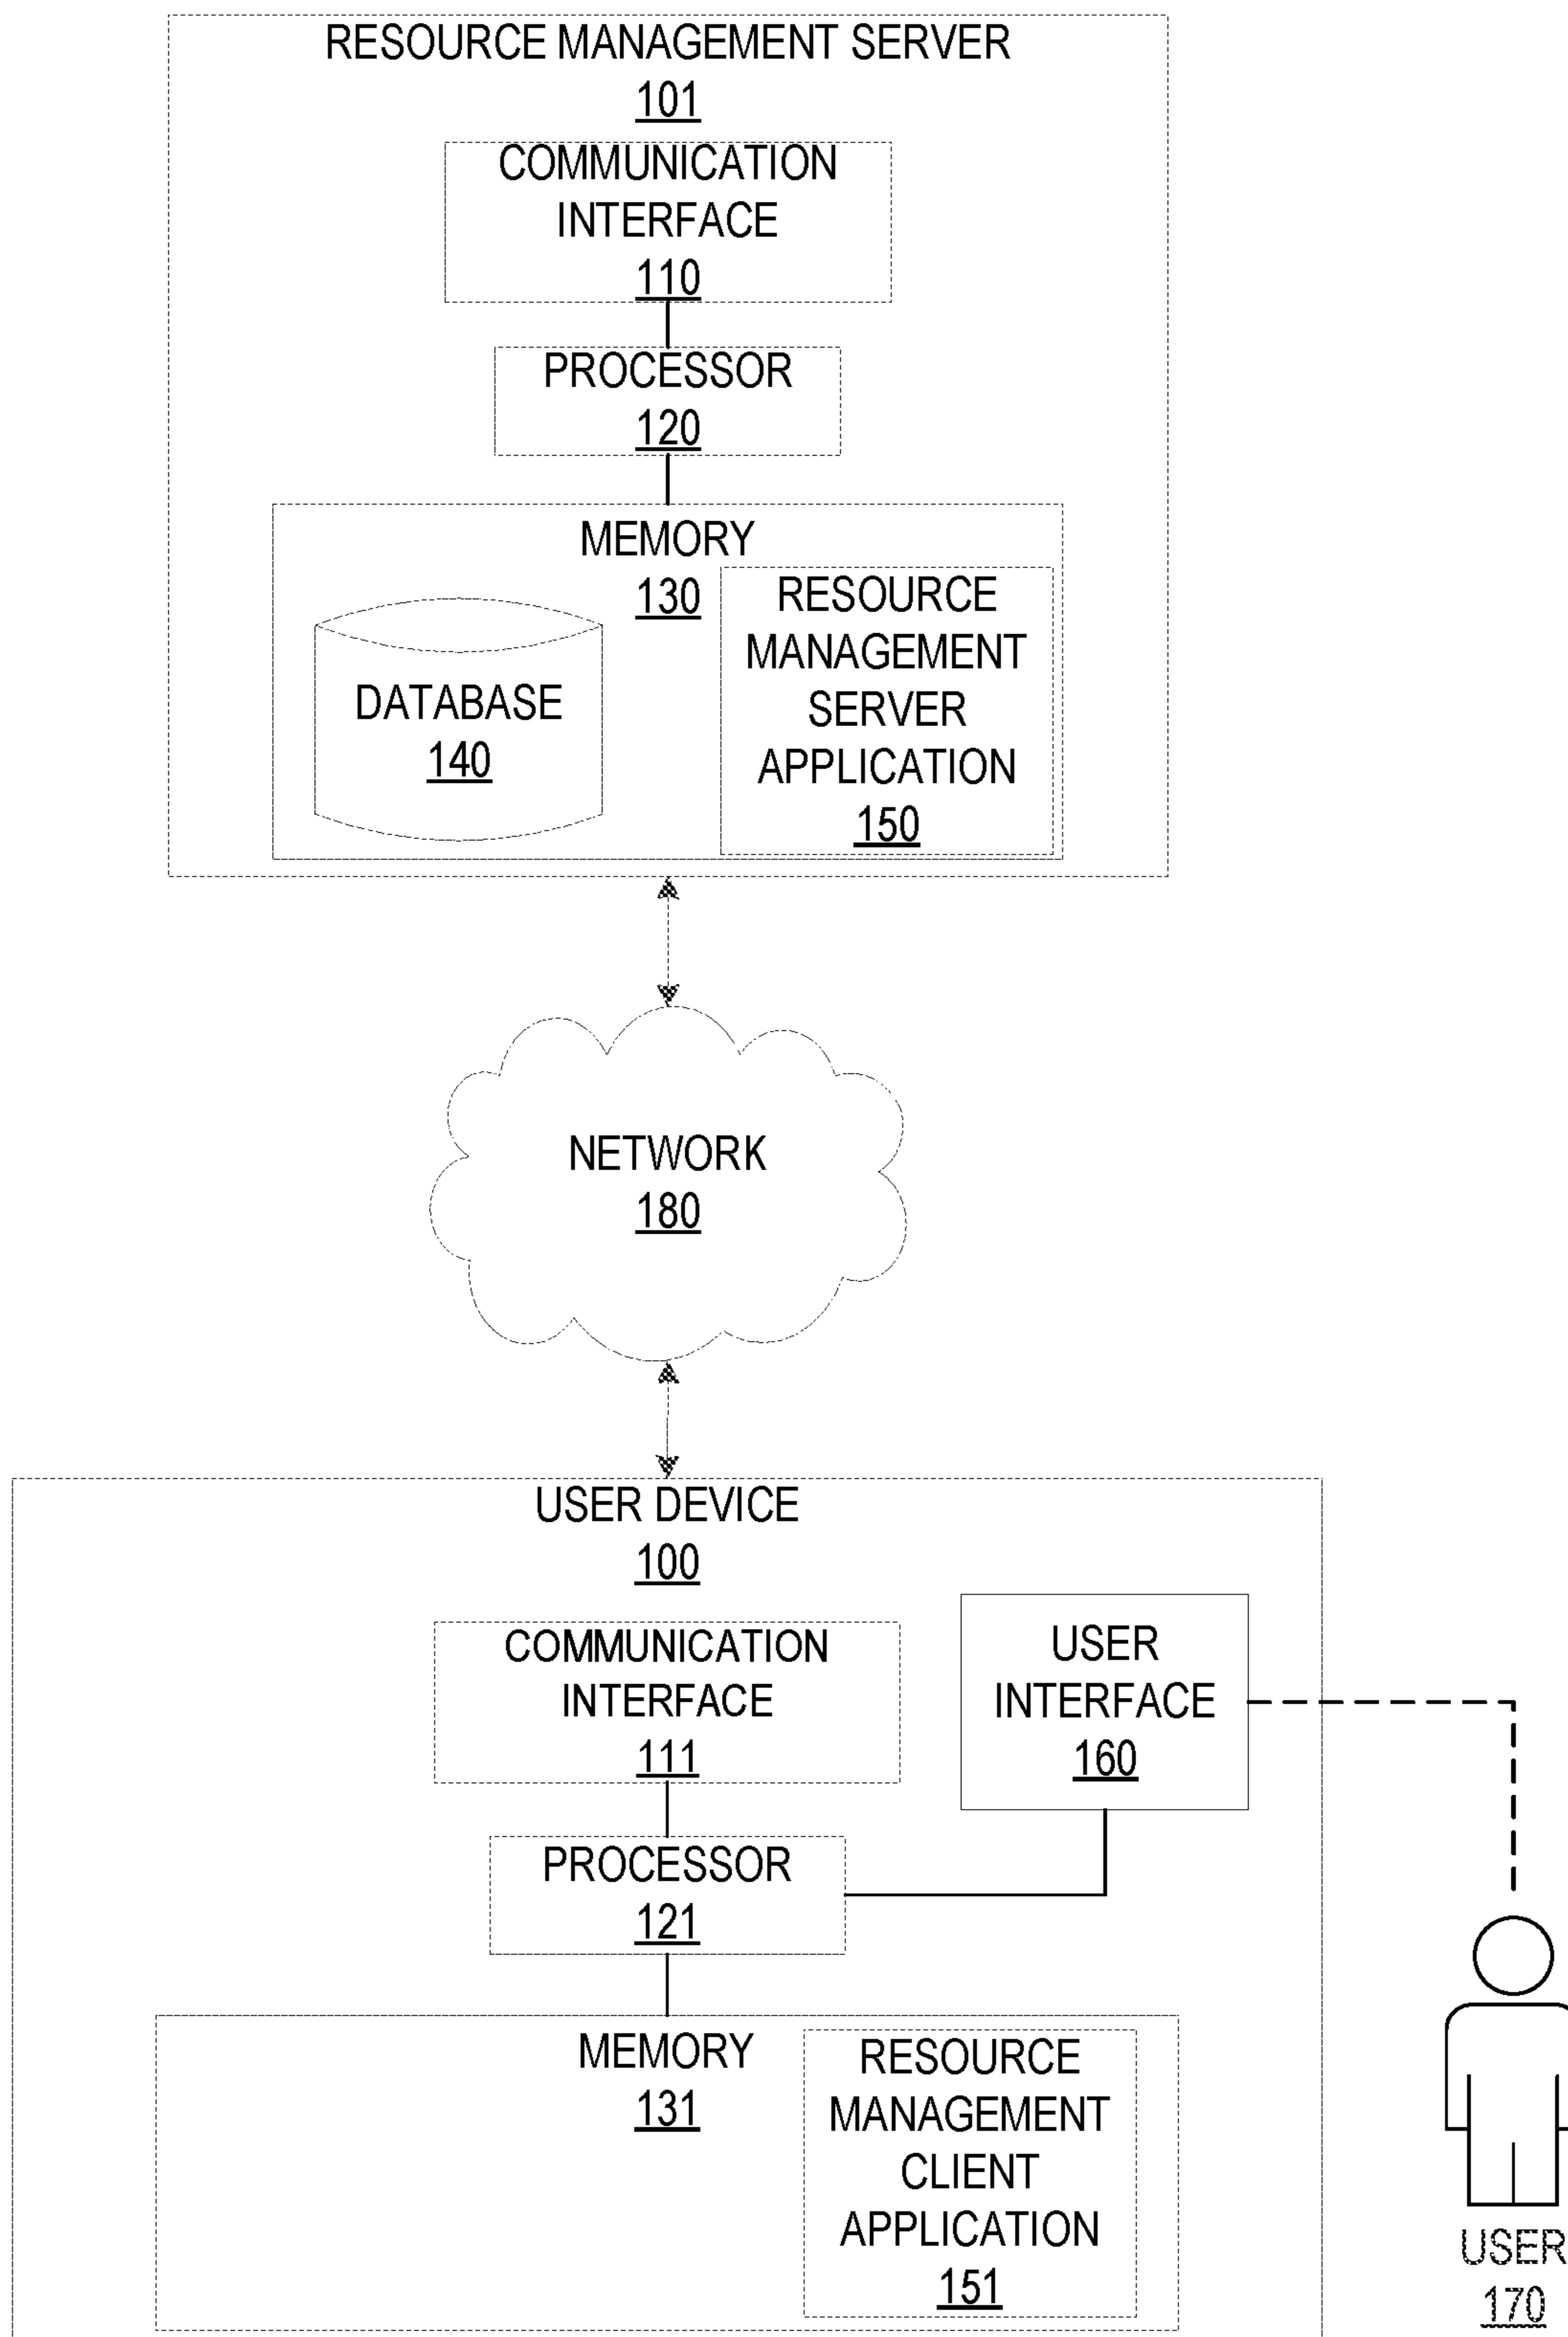 RESOURCE MANAGEMENT SERVER
101
COMMUNICATION
INTERFACE
110
PROCESSOR
120
MEMORY
130
DATABASE
140
RESOURCE
MANAGEMENT
SERVER
APPLICATION
150
NETWORK
180
USER DEVICE
100
COMMUNICATION
INTERFACE
111
USER
INTERFACE
160
PROCESSOR
121
MEMORY
131
RESOURCE
MANAGEMENT
CLIENT
APPLICATION
151
USER
170